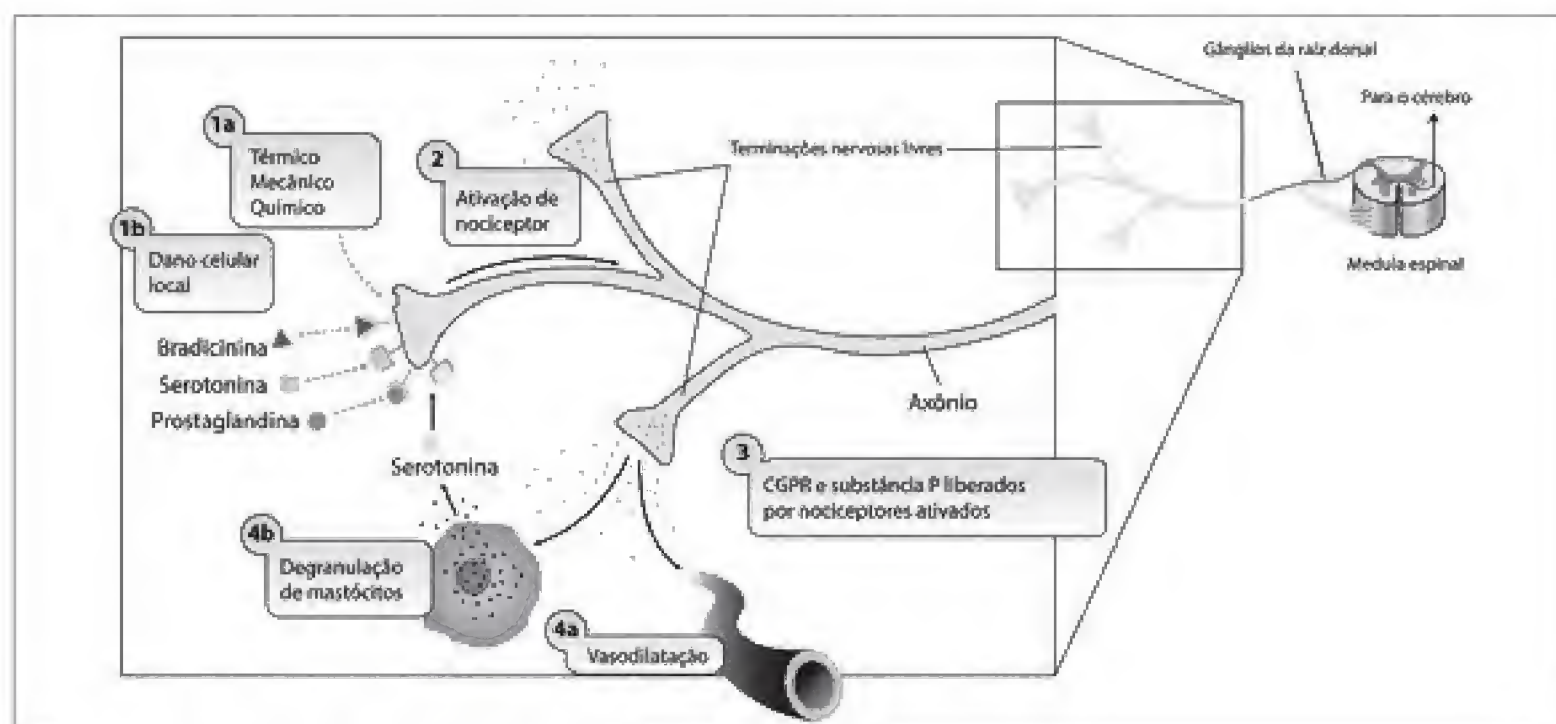 Gânglios da raiz dorsal
Para o cérebro
Medula espinal
1a
Térmico
Mecânico
Químico
2
Ativação de
nociceptor
Terminações nervosas livres
1b
Dano celular
local
Bradicinina
Serotonina
Prostaglandina
Axônio
Serotonina
3
CGPR e substância P liberados
por nociceptores ativados
4b
Degranulação
de mastócitos
4a
Vasodilatação